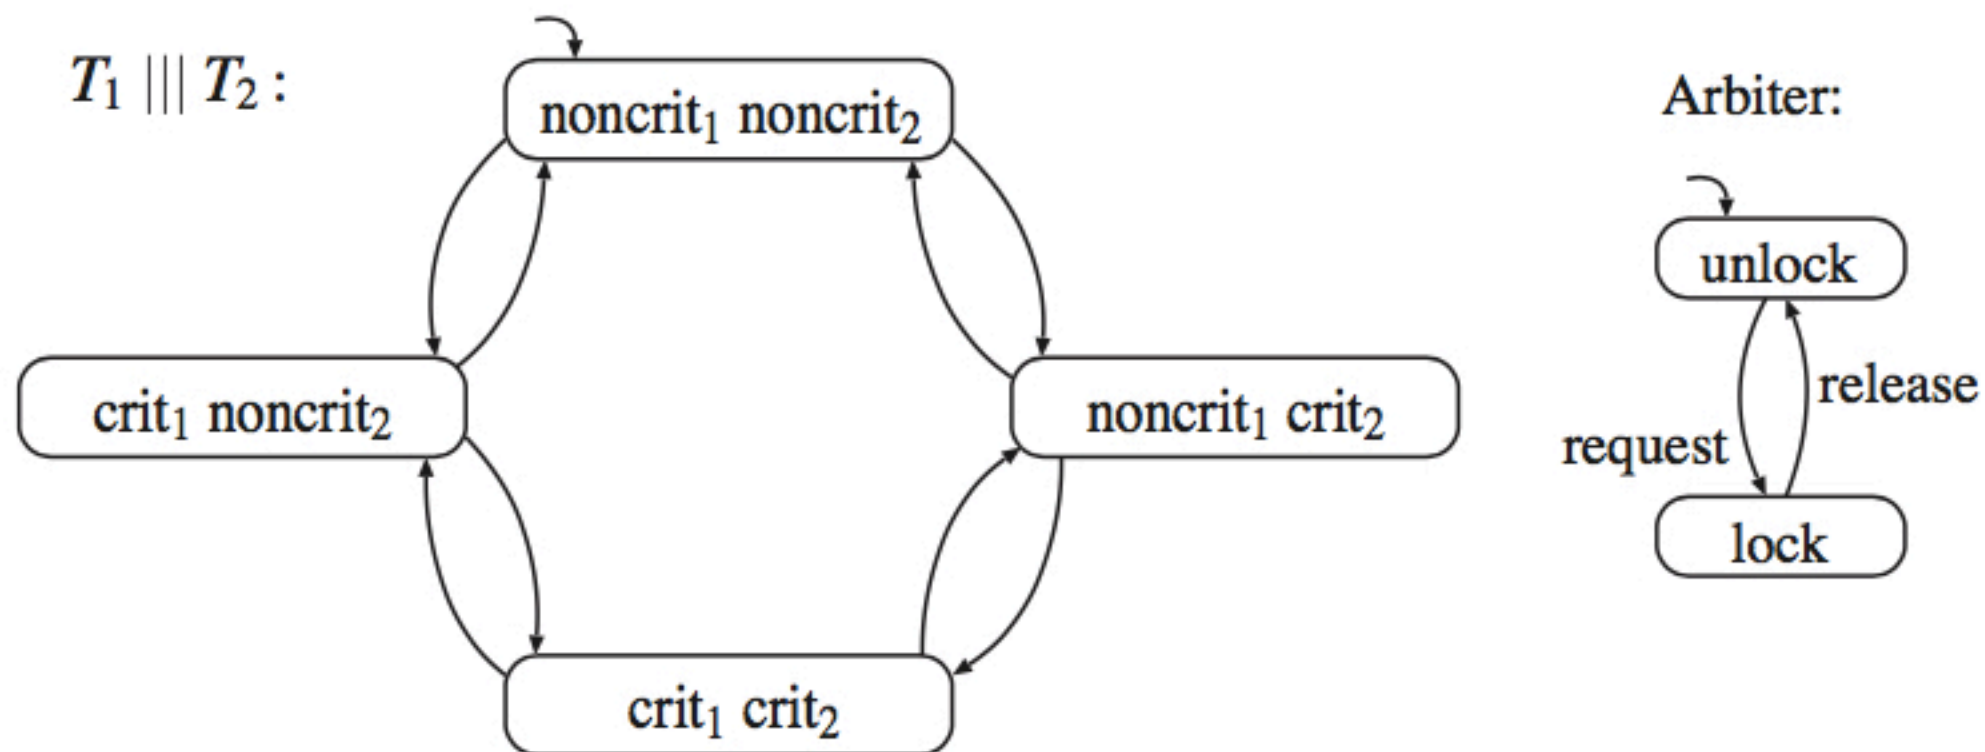 T₁ ||| T₂ :
noncrit₁ noncrit₂
Arbiter:
unlock
crit₁ noncrit₂
noncrit₁ crit₂
release
request
lock
crit₁ crit₂